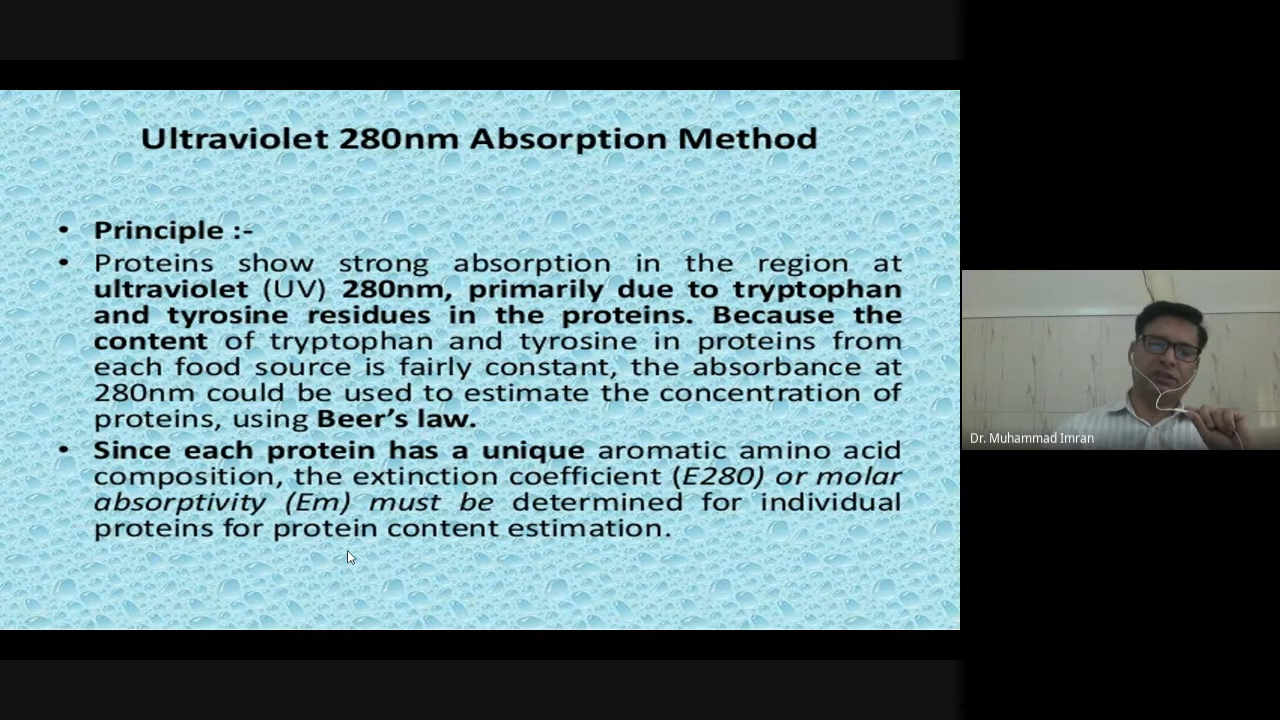 Ultraviolet 280nm Absorption Method
• Principle :-
• Proteins show strong absorption in the region at
ultraviolet (UV) 280nm, primarily due to tryptophan
and tyrosine residues in the proteins. Because the
content of tryptophan and tyrosine in proteins from
each food source is fairly constant, the absorbance at
280nm could be used to estimate the concentration of
proteins, using Beer’s law.
• Since each protein has a unique aromatic amino acid
composition, the extinction coefficient (E280) or molar
absorptivity (Em) must be determined for individual
proteins for protein content estimation.
Dr. Muhammad Imran